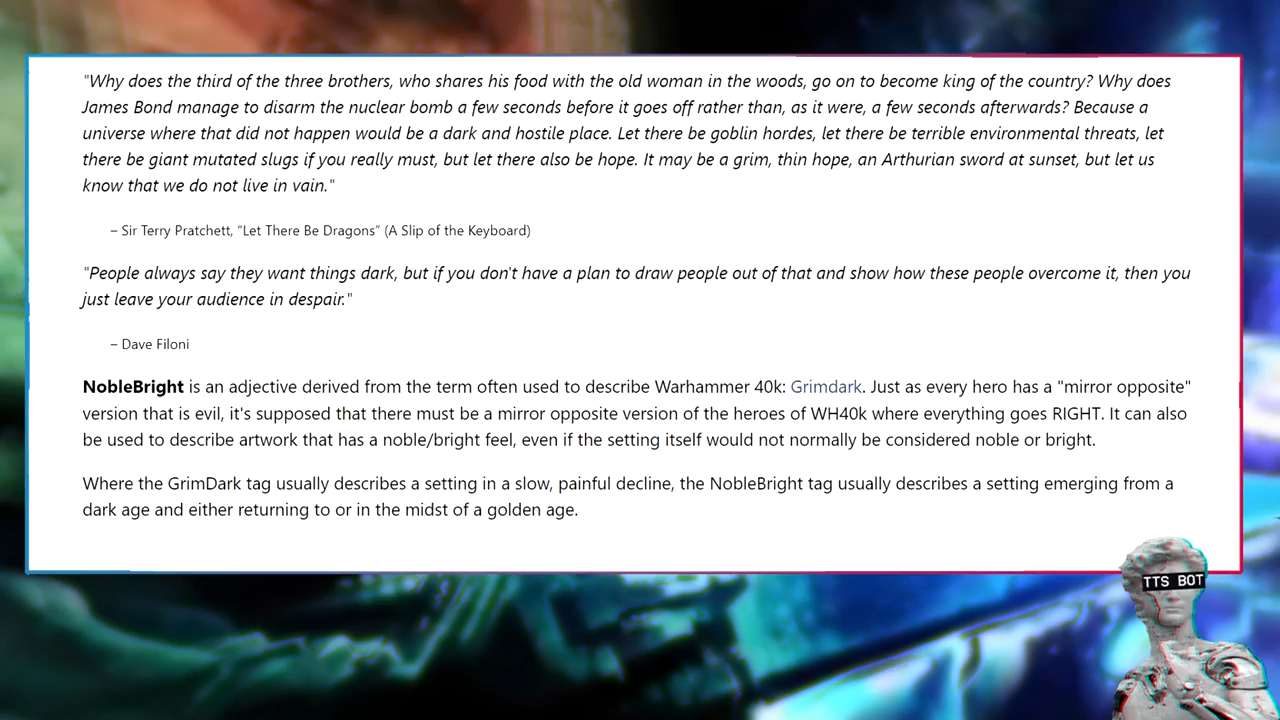 "Why does the third of the three brothers, who shares his food with the old woman in the woods, go on to become king of the country? Why does
James Bond manage to disarm the nuclear bomb a few seconds before it goes off rather than, as it were, a few seconds afterwards? Because a
universe where that did not happen would be a dark and hostile place. Let there be goblin hordes, let there be terrible environmental threats, let
there be giant mutated slugs if you really must, but let there also be hope. It may be a grim, thin hope, an Arthurian sword at sunset, but let us
know that we do not live in vain."
– Sir Terry Pratchett, “Let There Be Dragons” (A Slip of the Keyboard)
"People always say they want things dark, but if you don't have a plan to draw people out of that and show how these people overcome it, then you
just leave your audience in despair."
– Dave Filoni
NobleBright is an adjective derived from the term often used to describe Warhammer 40k: Grimdark. Just as every hero has a "mirror opposite"
version that is evil, it's supposed that there must be a mirror opposite version of the heroes of WH40k where everything goes RIGHT. It can also
be used to describe artwork that has a noble/bright feel, even if the setting itself would not normally be considered noble or bright.
Where the GrimDark tag usually describes a setting in a slow, painful decline, the NobleBright tag usually describes a setting emerging from a
dark age and either returning to or in the midst of a golden age.
TTS BOT